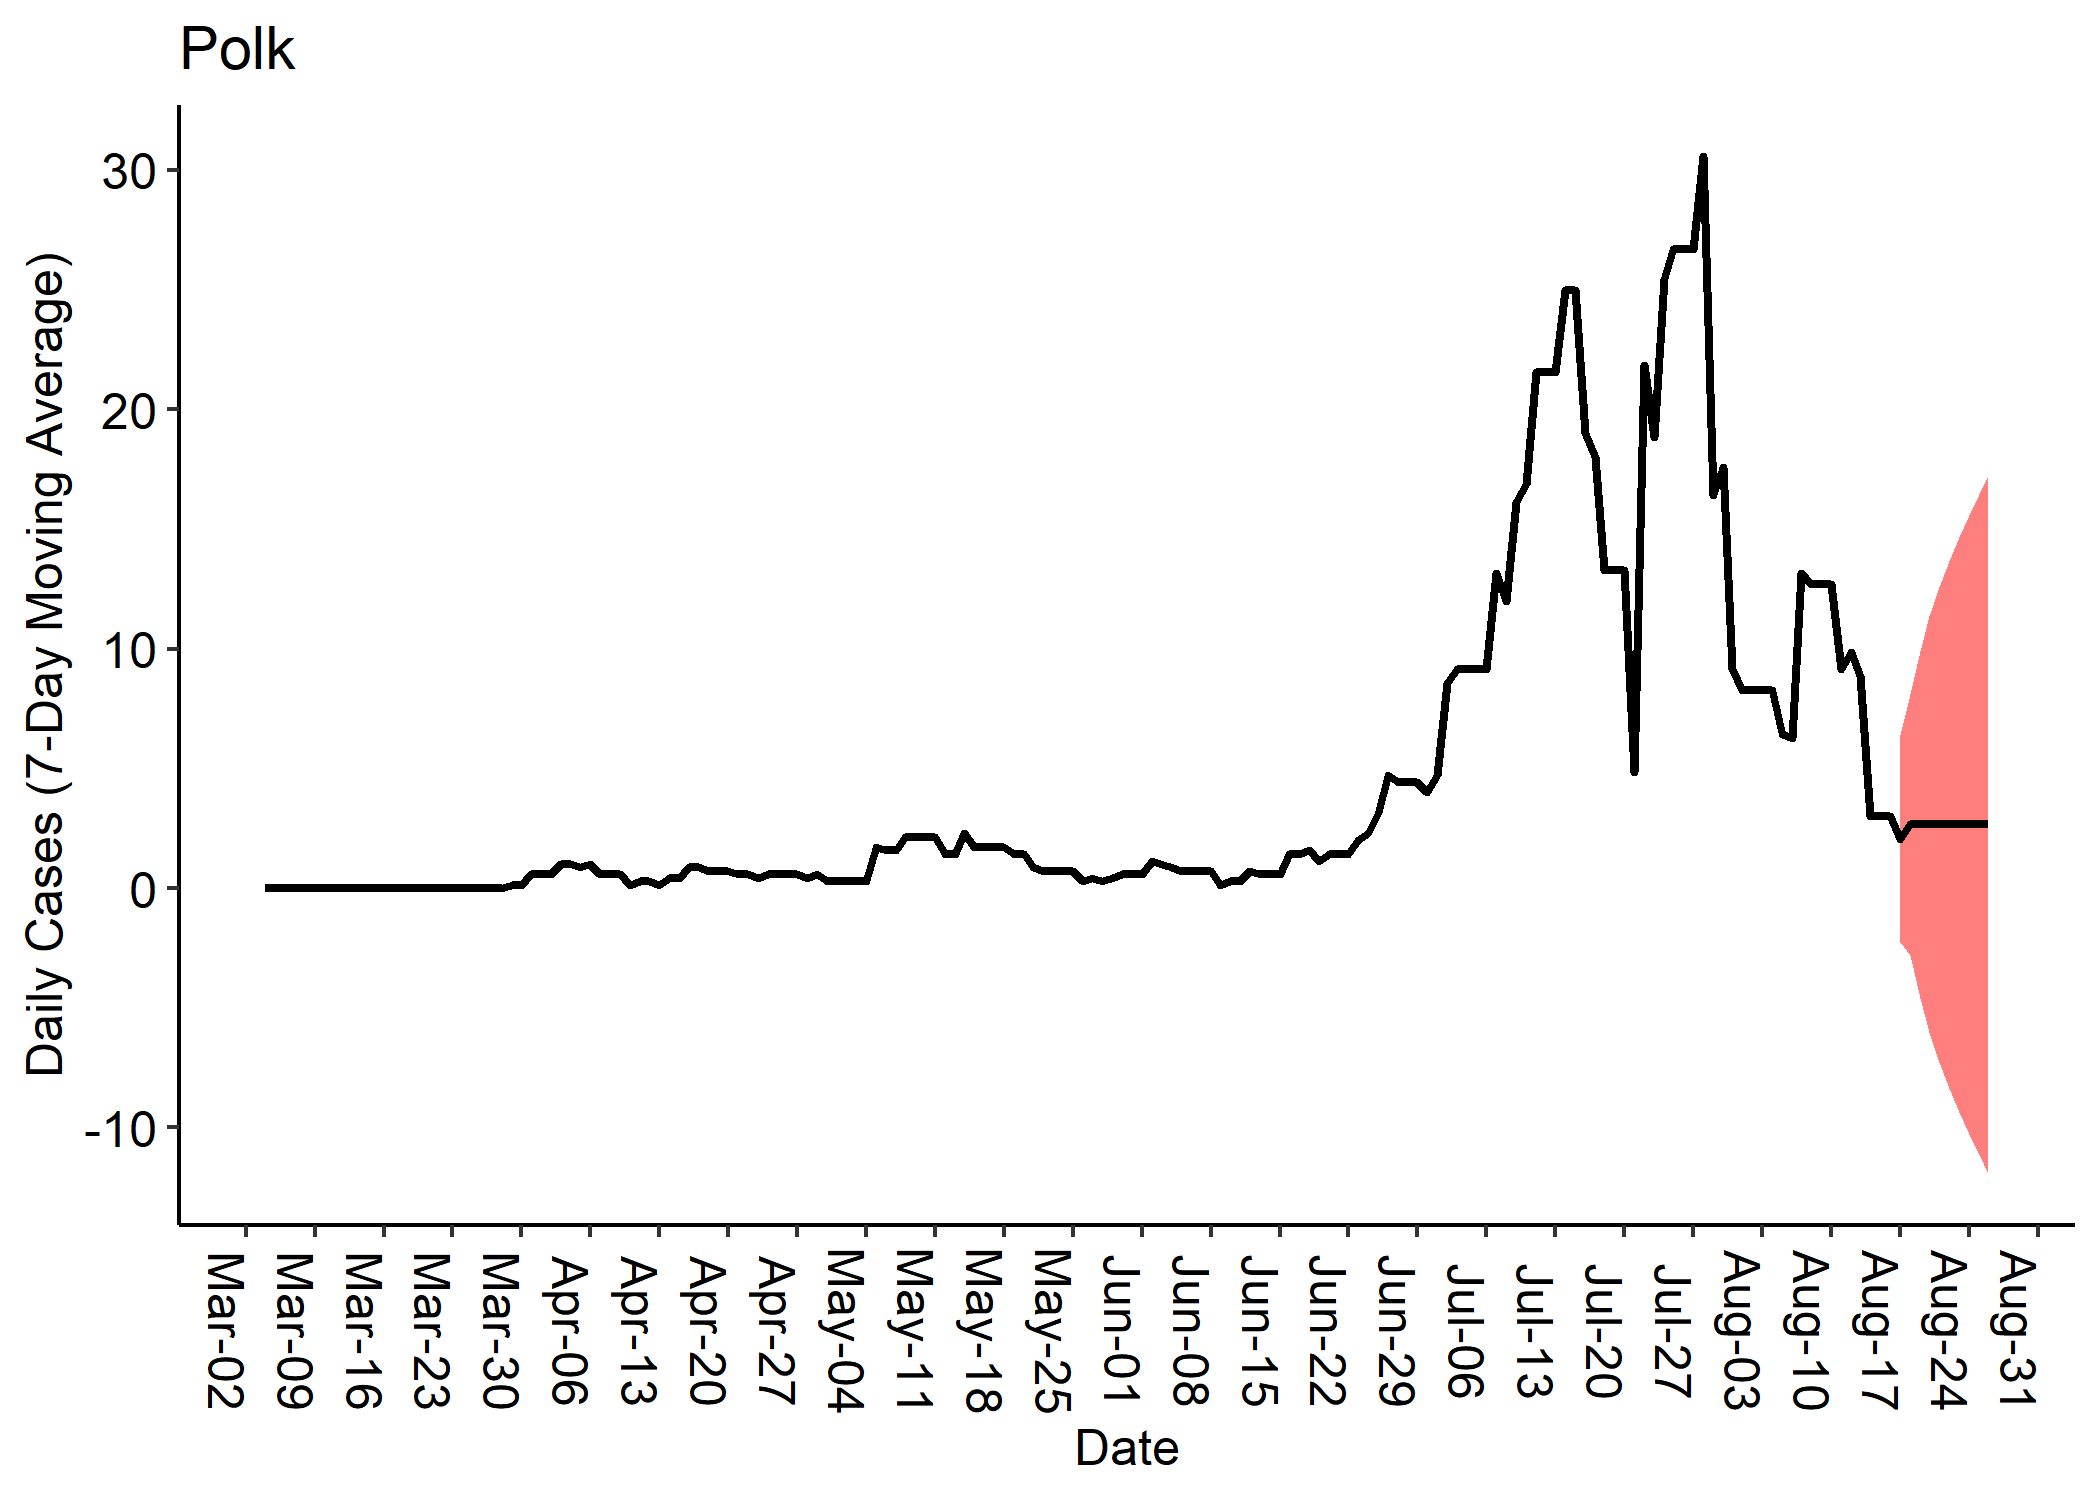 Polk
Daily Cases (7-Day Moving Average)
30
20
10
0
-10
Mar-02
Mar-09
Mar-16
Mar-23
Mar-30
Apr-06
Apr-13
Apr-20
Apr-27
May-04
May-11
May-18
May-25
Jun-01
Jun-08
Jun-15
Jun-22
Jun-29
Jul-06
Jul-13
Jul-20
Jul-27
Aug-03
Aug-10
Aug-17
Aug-24
Aug-31
Date